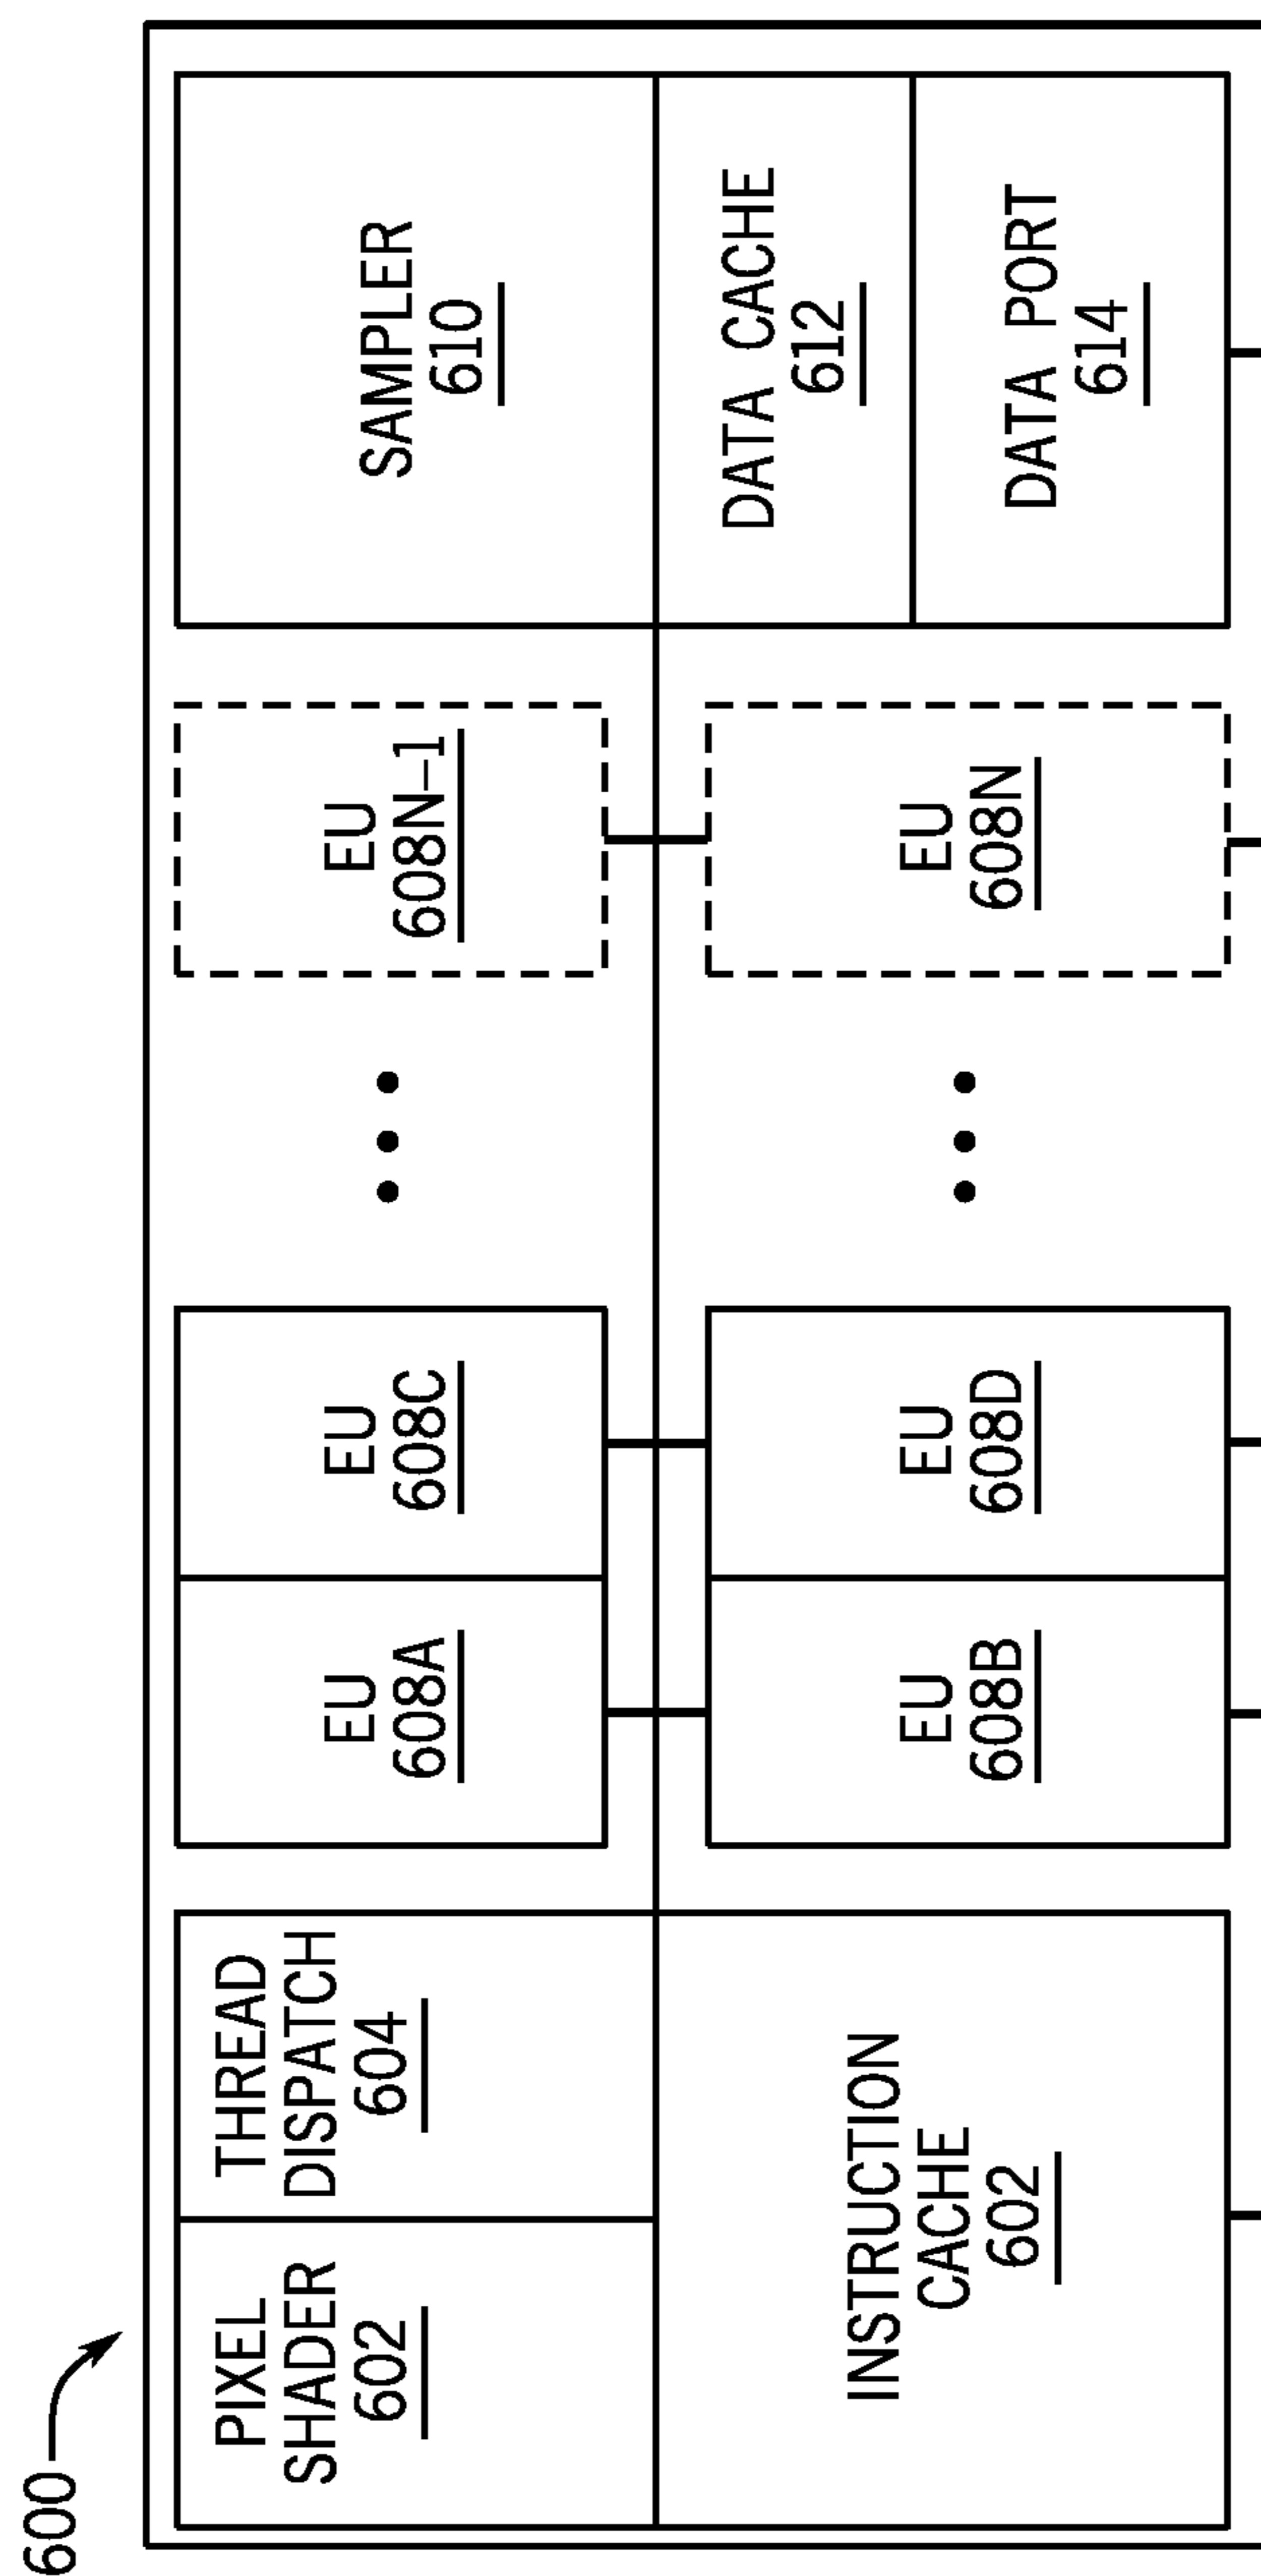 600
PIXEL
SHADER
602
THREAD
DISPATCH
604
INSTRUCTION
CACHE
602
EU
608A
EU
608C
EU
608N–1
EU
608B
EU
608D
EU
608N
SAMPLER
610
DATA CACHE
612
DATA PORT
614